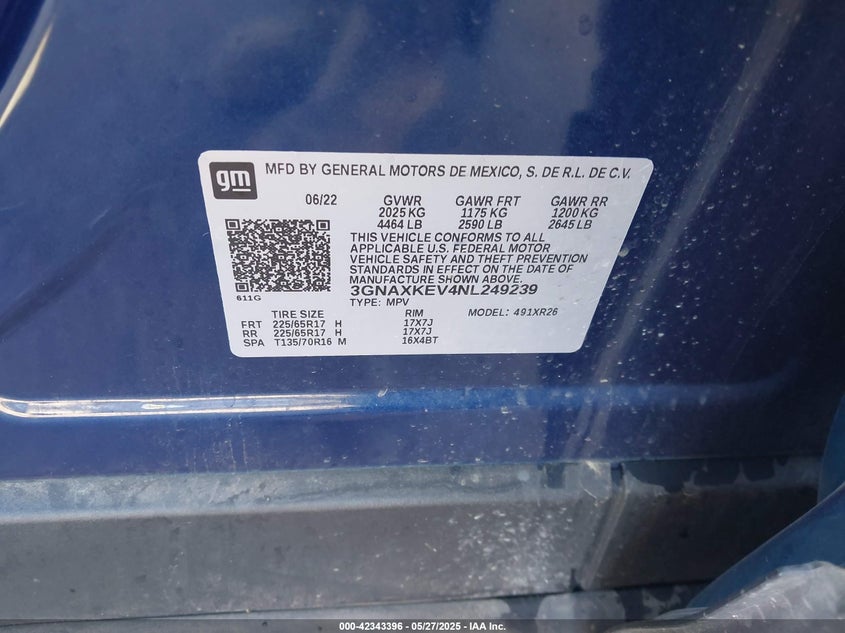 gm
MFD BY GENERAL MOTORS DE MEXICO, S. DE R.L. DE C.V.
06/22 GVWR GAWR FRT GAWR RR
2025 KG 1175 KG 1200 KG
4464 LB 2590 LB 2645 LB
THIS VEHICLE CONFORMS TO ALL
APPLICABLE U.S. FEDERAL MOTOR
VEHICLE SAFETY AND THEFT PREVENTION
STANDARDS IN EFFECT ON THE DATE OF
MANUFACTURE SHOWN ABOVE.
3GNAXKEV4NL249239
611G
TYPE: MPV MODEL: 491XR26
TIRE SIZE RIM
FRT 225/65R17 H 17X7J
RR 225/65R17 H 17X7J
SPA T135/70R16 M 16X4BT
000-42343396 - 05/27/2025 - IAA Inc.